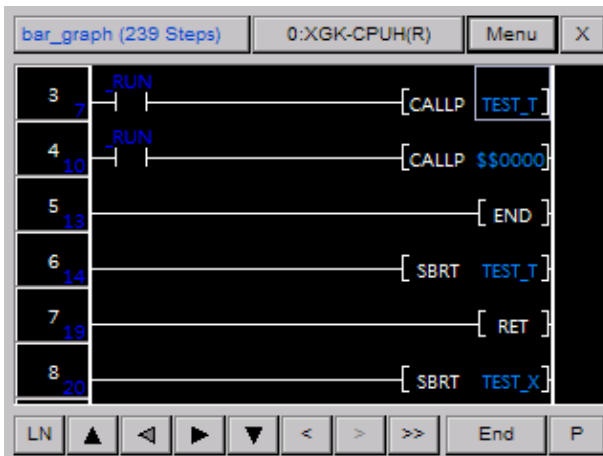 bar_graph (239 Steps) 0:XGK-CPUH(R) Menu X
_RUN
3 7 CALLP TEST_T
_RUN
4 10 CALLP $$0000
5 13 END
6 14 SBRT TEST_T
7 19 RET
8 20 SBRT TEST_X
LN ▲ ◀ ▶ ▼ < > >> End P